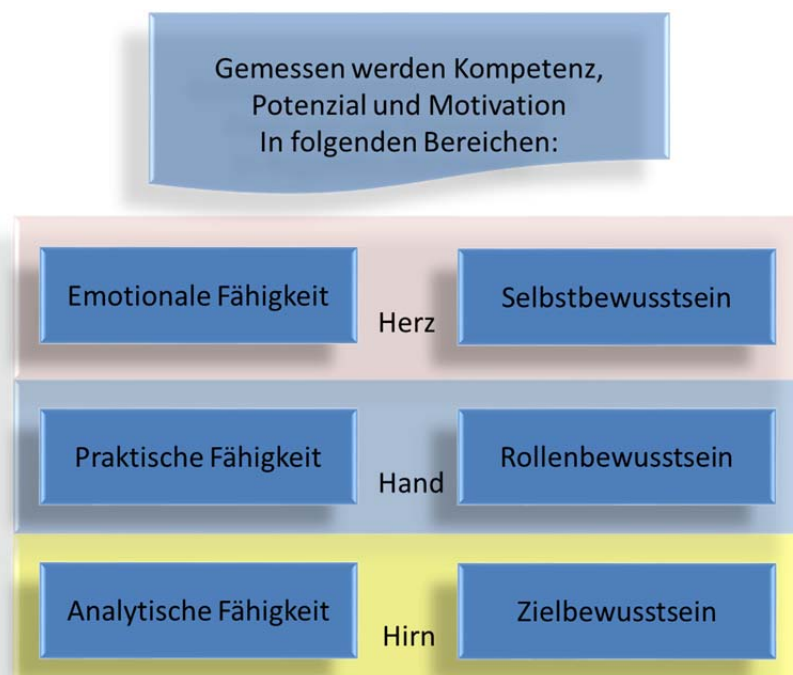 Gemessen werden Kompetenz,
Potenzial und Motivation
In folgenden Bereichen:
Emotionale Fähigkeit
Herz
Selbstbewusstsein
Praktische Fähigkeit
Hand
Rollenbewusstsein
Analytische Fähigkeit
Hirn
Zielbewusstsein